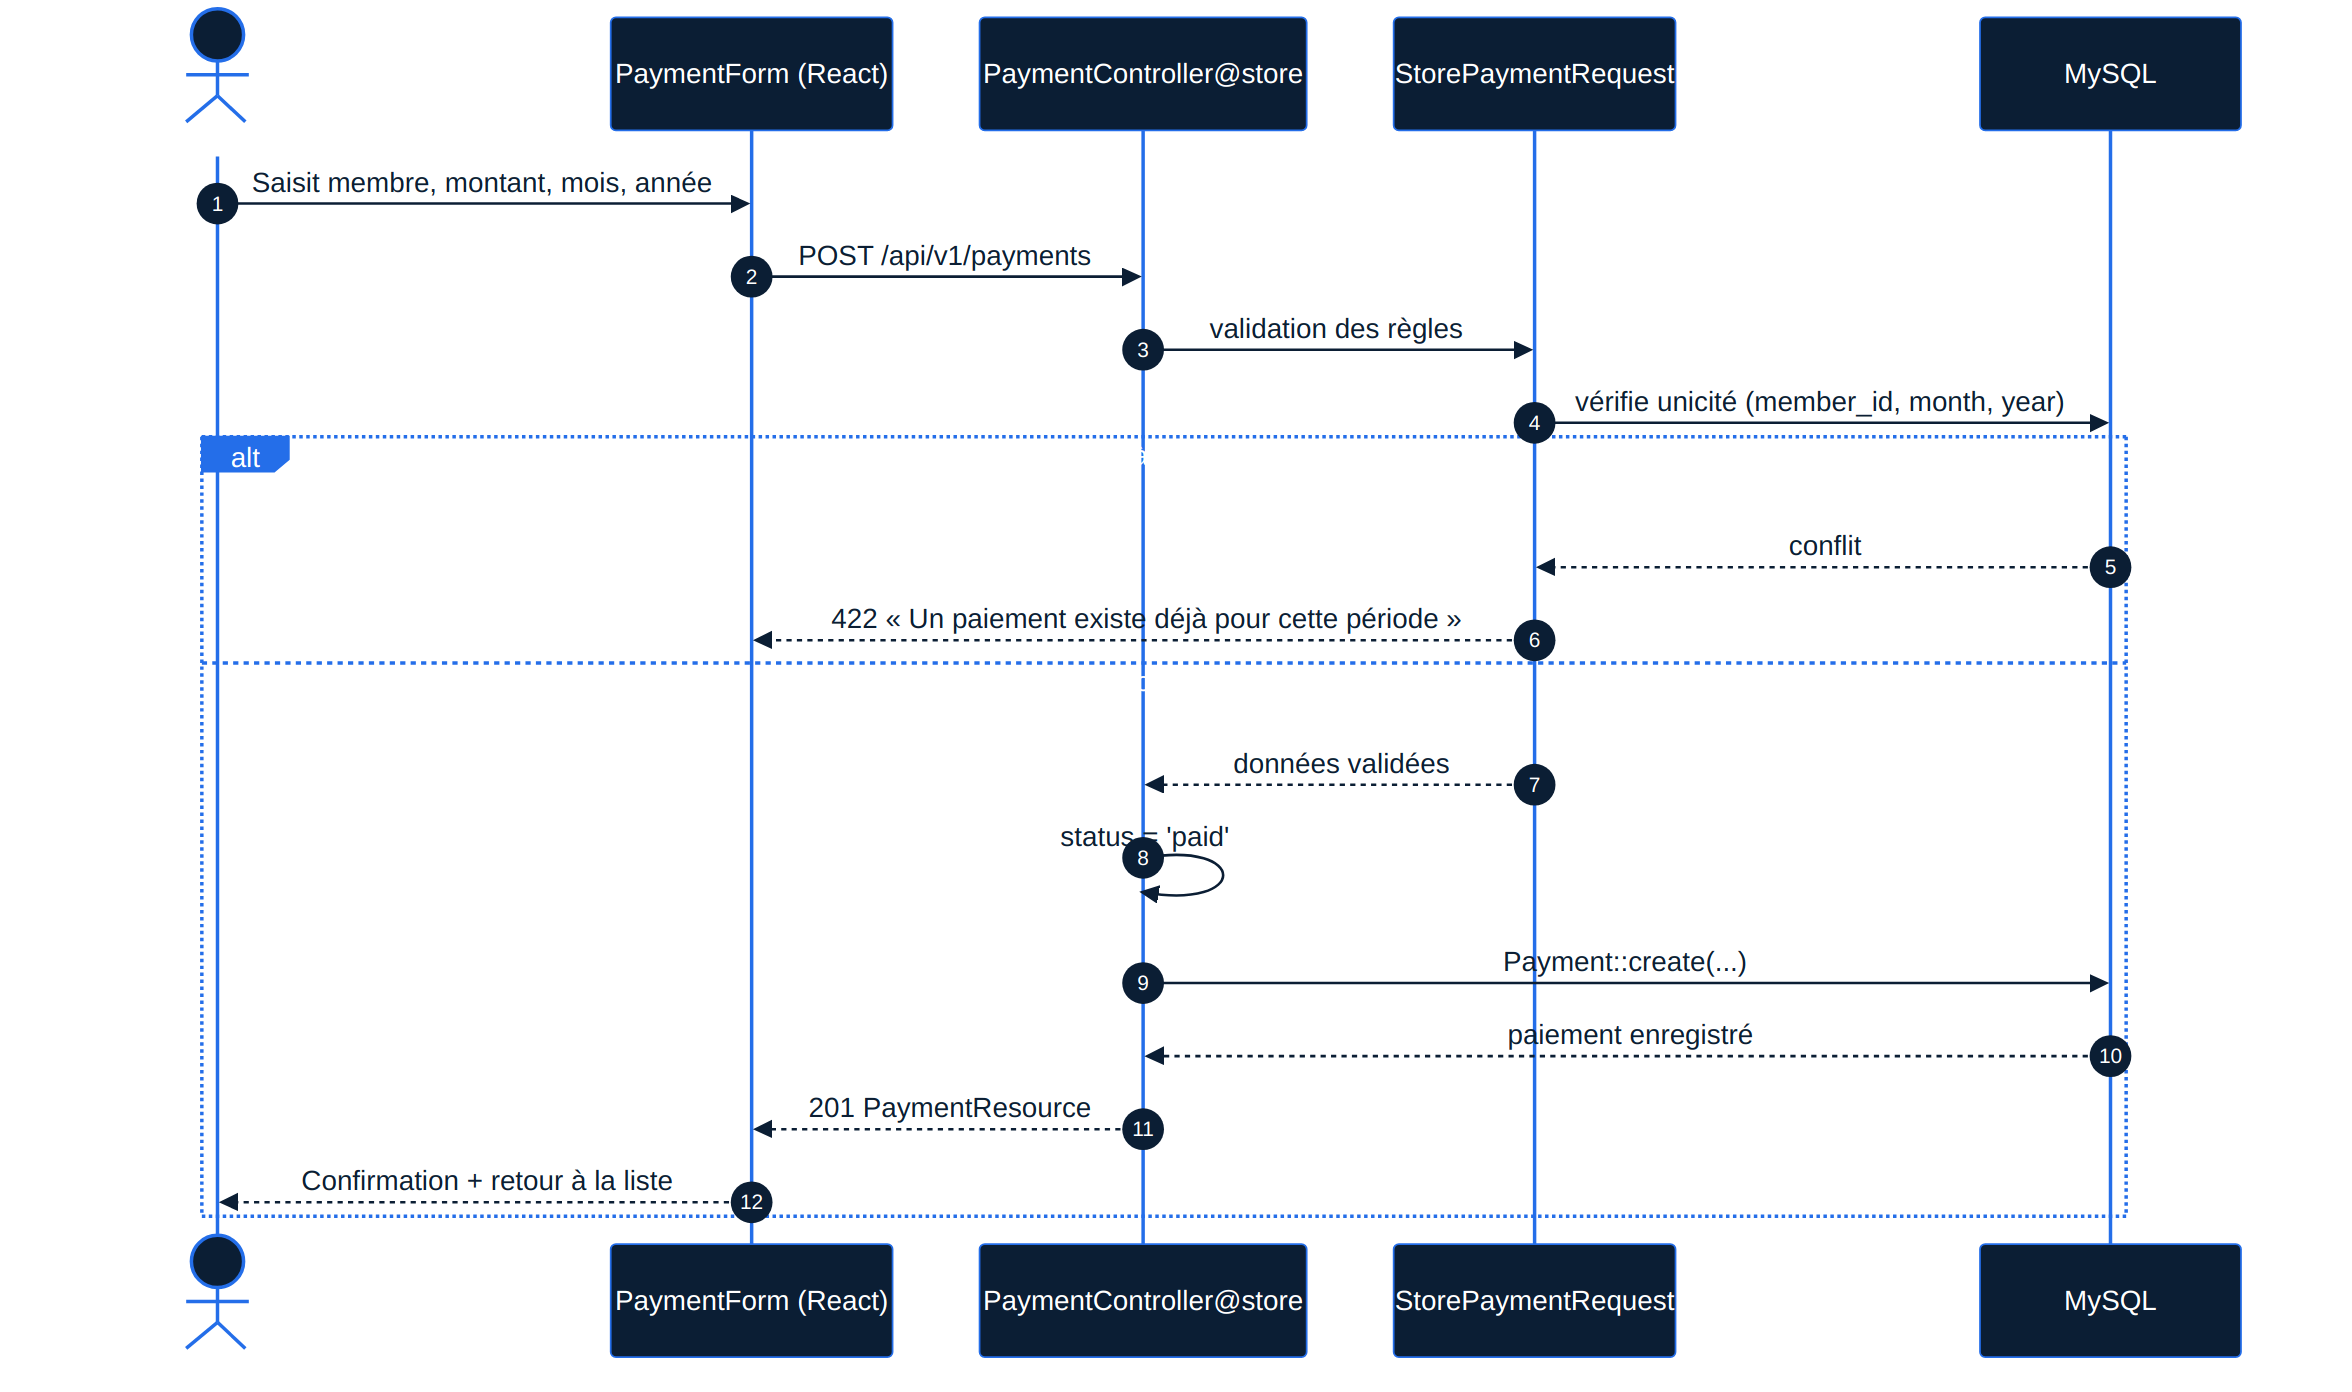 PaymentForm (React)
PaymentController@store
StorePaymentRequest
MySQL
Saisit membre, montant, mois, année
1
POST /api/v1/payments
2
validation des règles
3
vérifie unicité (member_id, month, year)
4
alt
conflit
5
422 « Un paiement existe déjà pour cette période »
6
données validées
7
status = 'paid'
8
Payment::create(...)
9
paiement enregistré
10
201 PaymentResource
11
Confirmation + retour à la liste
12
PaymentForm (React)
PaymentController@store
StorePaymentRequest
MySQL